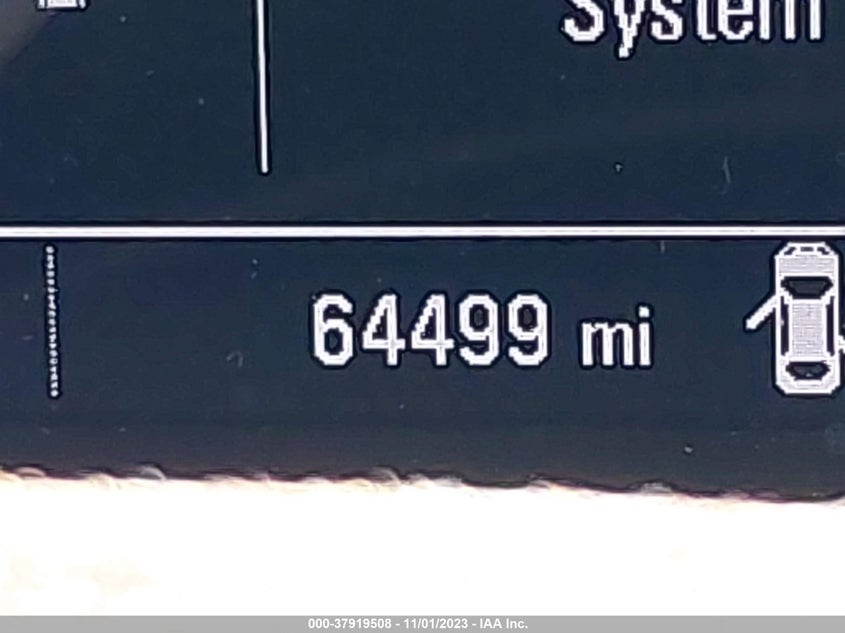 System
64499 mi
000-37919508 - 11/01/2023 - IAA Inc.